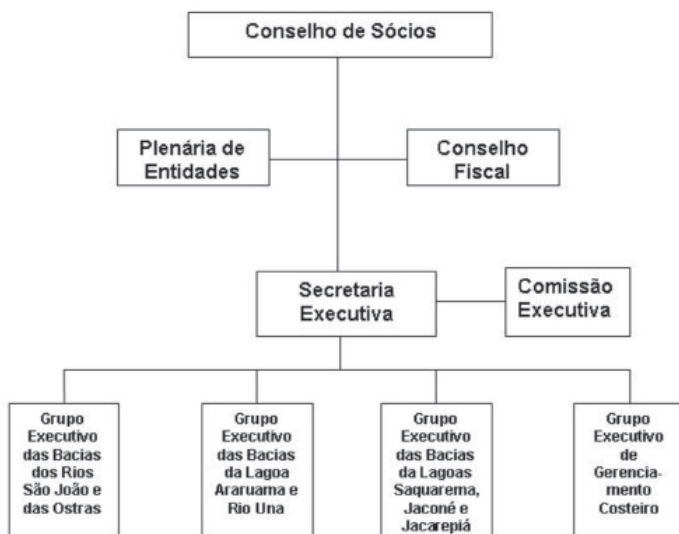 Conselho de Sócios
Plenária de
Entidades
Conselho
Fiscal
Secretaria
Executiva
Comissão
Executiva
Grupo
Executivo
das Bacias
dos Rios
São João e
das Ostras
Grupo
Executivo
das Bacias
da Lagoa
Araruama e
Rio Una
Grupo
Executivo
das Bacias
da Lagoas
Saquarema,
Jaconé e
Jacarepiá
Grupo
Executivo
de
Gerencia-
mento
Costeiro